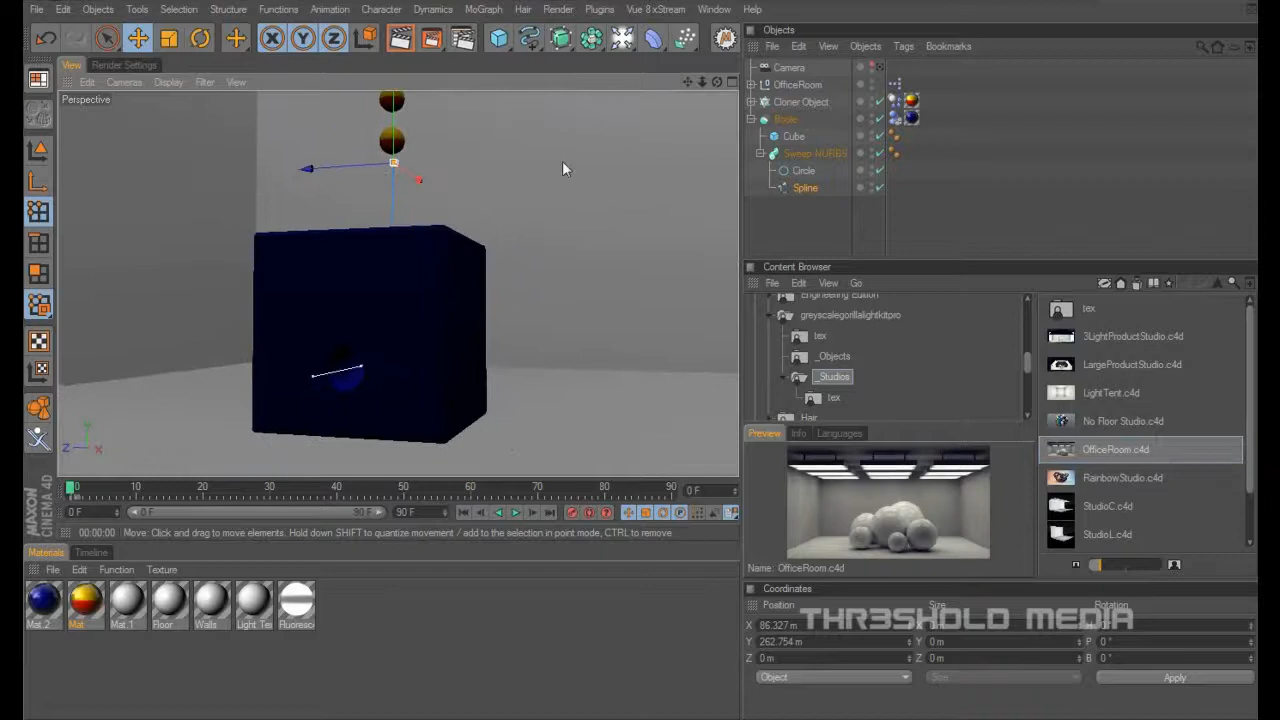 File Edit Objects Tools Selection Structure Functions Animation Character Dynamics MoGraph Hair Render Plugins Vue 8 xStream Window Help
View Render Settings
Edit Cameras Display Filter View
Perspective
Z X
0 10 20 30 40 50 60 70 80 90 0 F
0 F 0 F 90 F 90 F
00:00:00 Move: Click and drag to move elements. Hold down SHIFT to quantize movement / add to the selection in point mode, CTRL to remove
Materials Timeline
File Edit Function Texture
Mat.2 Mat Mat.1 Floor Walls Light Te Fluoresc
MAXON CINEMA 4D
Objects
File Edit View Objects Tags Bookmarks
Camera
OfficeRoom
Cloner Object
Boole
Cube
Sweep NURBS
Circle
Spline
Content Browser
File Edit View Go
Engineering Edition
greyscalegorillalightkitpro
tex
_Objects
_Studios
tex
Hair
tex
3LightProductStudio.c4d
LargeProductStudio.c4d
LightTent.c4d
No Floor Studio.c4d
OfficeRoom.c4d
RainbowStudio.c4d
StudioC.c4d
StudioL.c4d
Preview Info Languages
Name: OfficeRoom.c4d
Coordinates
Position Size Rotation
THR3SHOLD MEDIA
X 86.327 m X 0 m H 0 °
Y 262.754 m Y 0 m P 0 °
Z 0 m Z 0 m B 0 °
Object Size Apply